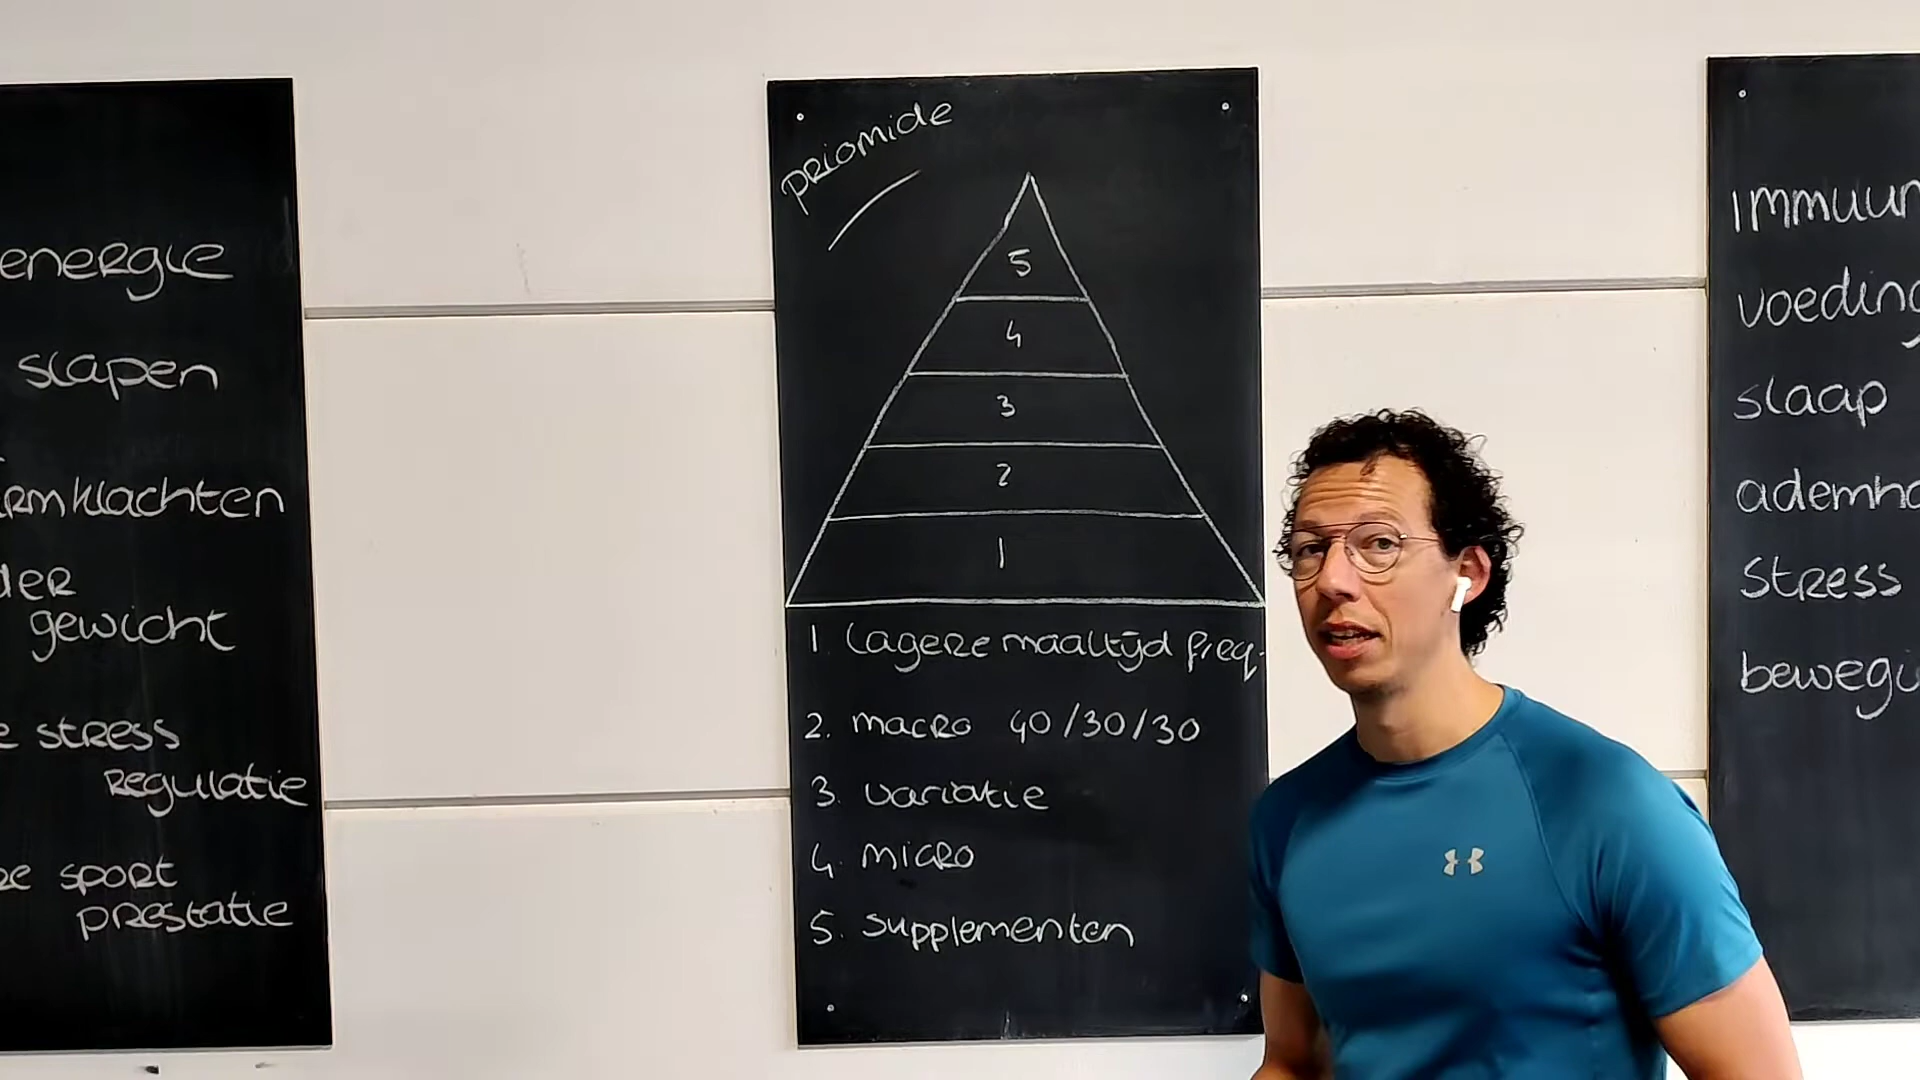 energie
slapen
rmklachten
der
gewicht
e stress
Regulatie
re sport
prestatie
priomide
5
4
3
2
1
1. lagere maaltijd freq.
2. macro 40/30/30
3. variatie
4. micro
5. supplementen
immuun
voeding
slaap
ademha
stress
bewegi